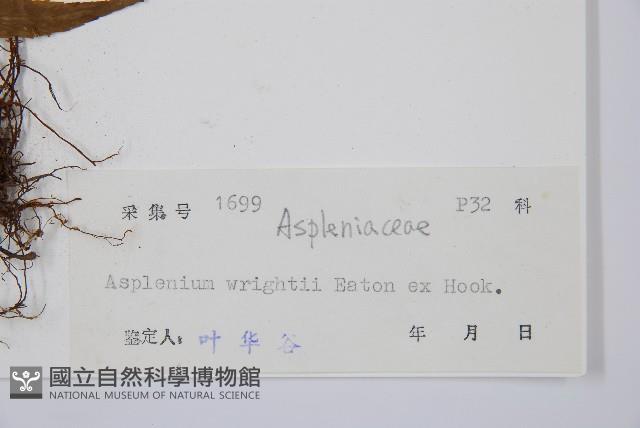 采集号 1699 P32 科
Aspleniaceae
Asplenium wrightii Eaton ex Hook.
鉴定人: 叶华谷 年 月 日
國立自然科學博物館
NATIONAL MUSEUM OF NATURAL SCIENCE